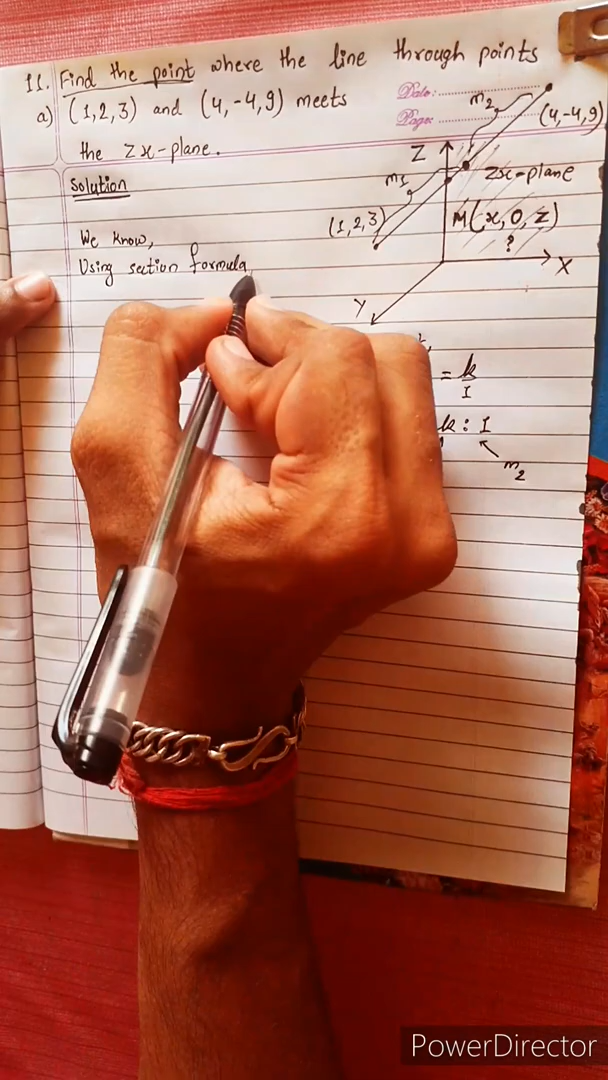 11. Find the point where the line through points
a) (1,2,3) and (4,-4,9) meets
the zx-plane.
Date:
Page:
Solution
We know,
Using section formula,
m2
(4,-4,9)
Z
zx-plane
m1
(1,2,3)
M(x,0,z)
?
X
Y
= k/1
k : 1
m2
PowerDirector